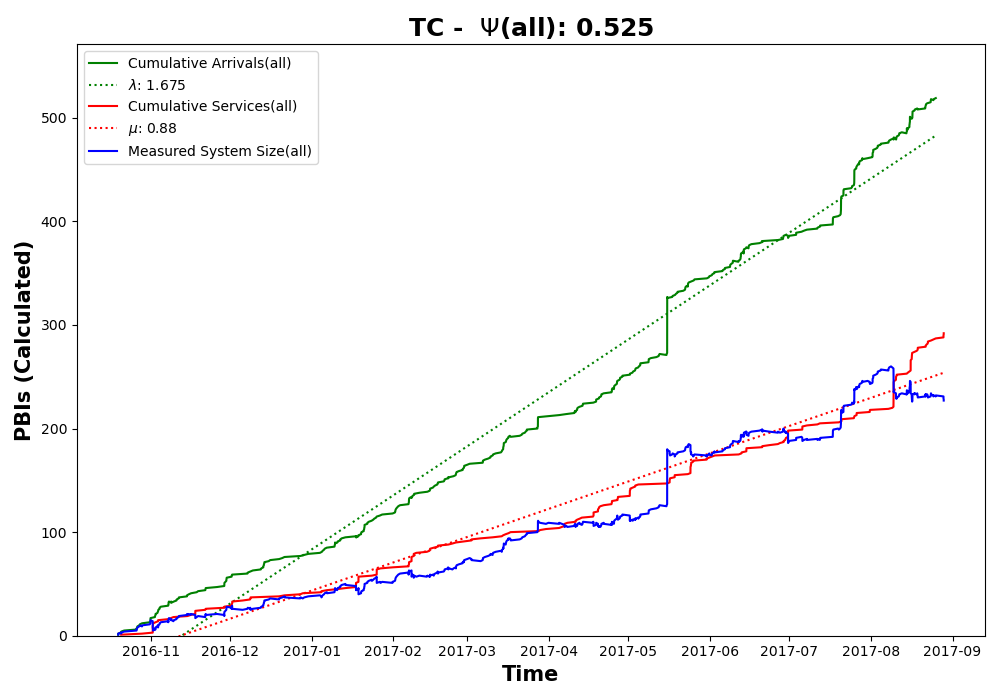 TC - Ψ(all): 0.525
Cumulative Arrivals(all)
λ: 1.675
Cumulative Services(all)
μ: 0.88
Measured System Size(all)
PBIs (Calculated)
500
400
300
200
100
0
2016-11 2016-12 2017-01 2017-02 2017-03 2017-04 2017-05 2017-06 2017-07 2017-08 2017-09
Time